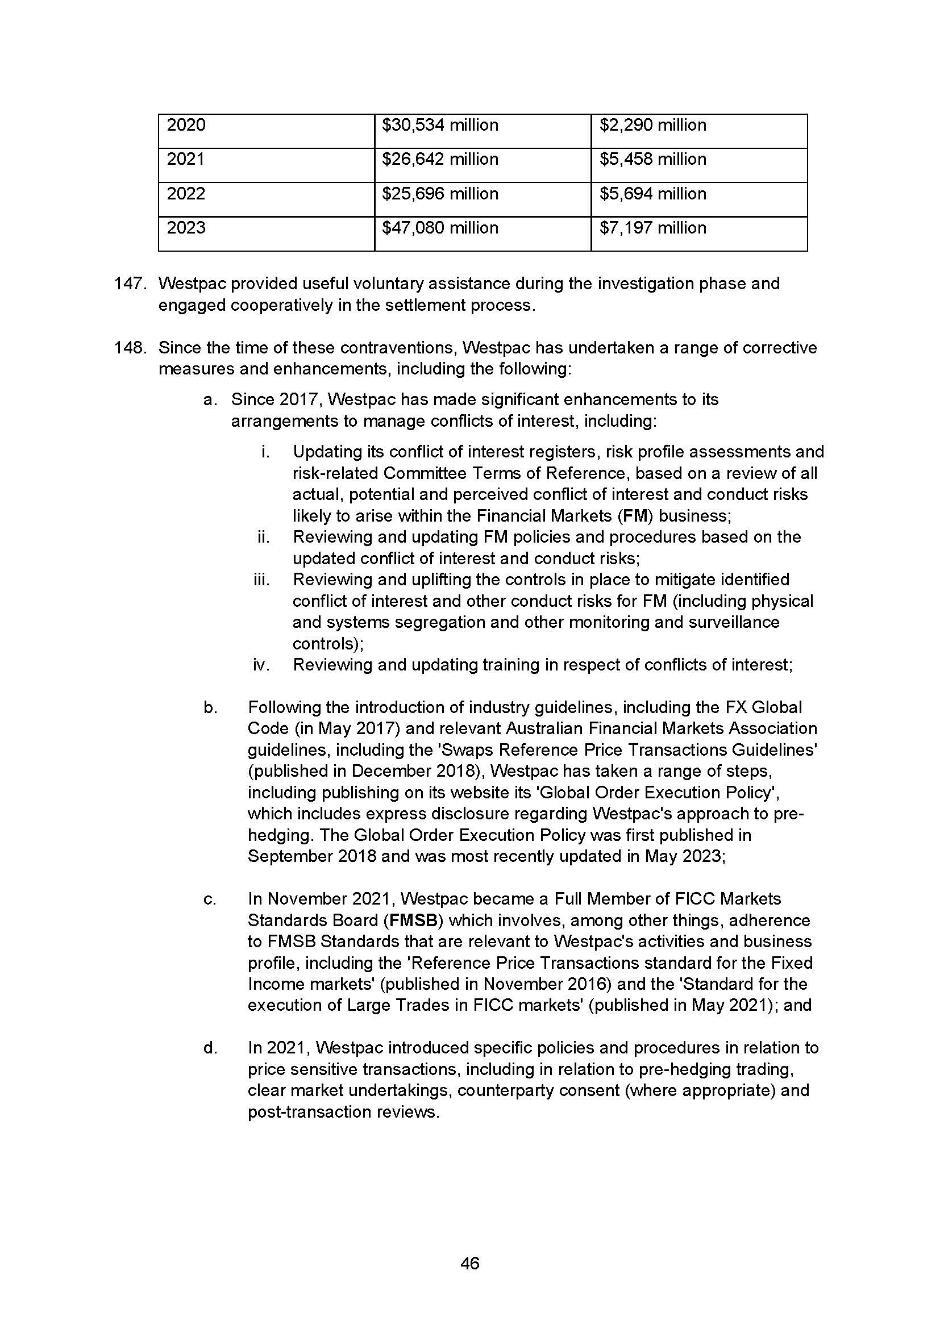 2020 $30,534 million $2,290 million
2021 $26,642 million $5,458 million
2022 $25,696 million $5,694 million
2023 $47,080 million $7,197 million
147. Westpac provided useful voluntary assistance during the investigation phase and
engaged cooperatively in the settlement process.
148. Since the time of these contraventions, Westpac has undertaken a range of corrective
measures and enhancements, including the following:
a. Since 2017, Westpac has made significant enhancements to its
arrangements to manage conflicts of interest, including:
i. Updating its conflict of interest registers, risk profile assessments and
risk-related Committee Terms of Reference, based on a review of all
actual, potential and perceived conflict of interest and conduct risks
likely to arise within the Financial Markets (FM) business;
ii. Reviewing and updating FM policies and procedures based on the
updated conflict of interest and conduct risks;
iii. Reviewing and uplifting the controls in place to mitigate identified
conflict of interest and other conduct risks for FM (including physical
and systems segregation and other monitoring and surveillance
controls);
iv. Reviewing and updating training in respect of conflicts of interest;
b. Following the introduction of industry guidelines, including the FX Global
Code (in May 2017) and relevant Australian Financial Markets Association
guidelines, including the 'Swaps Reference Price Transactions Guidelines'
(published in December 2018), Westpac has taken a range of steps,
including publishing on its website its 'Global Order Execution Policy',
which includes express disclosure regarding Westpac's approach to pre-
hedging. The Global Order Execution Policy was first published in
September 2018 and was most recently updated in May 2023;
c. In November 2021, Westpac became a Full Member of FICC Markets
Standards Board (FMSB) which involves, among other things, adherence
to FMSB Standards that are relevant to Westpac's activities and business
profile, including the 'Reference Price Transactions standard for the Fixed
Income markets' (published in November 2016) and the 'Standard for the
execution of Large Trades in FICC markets' (published in May 2021); and
d. In 2021, Westpac introduced specific policies and procedures in relation to
price sensitive transactions, including in relation to pre-hedging trading,
clear market undertakings, counterparty consent (where appropriate) and
post-transaction reviews.
46